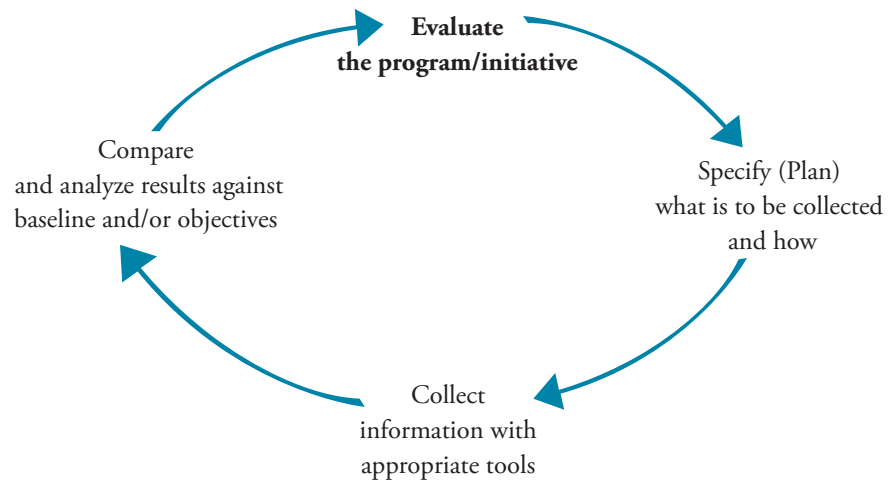 Evaluate
the program/initiative
Specify (Plan)
what is to be collected
and how
Collect
information with
appropriate tools
Compare
and analyze results against
baseline and/or objectives